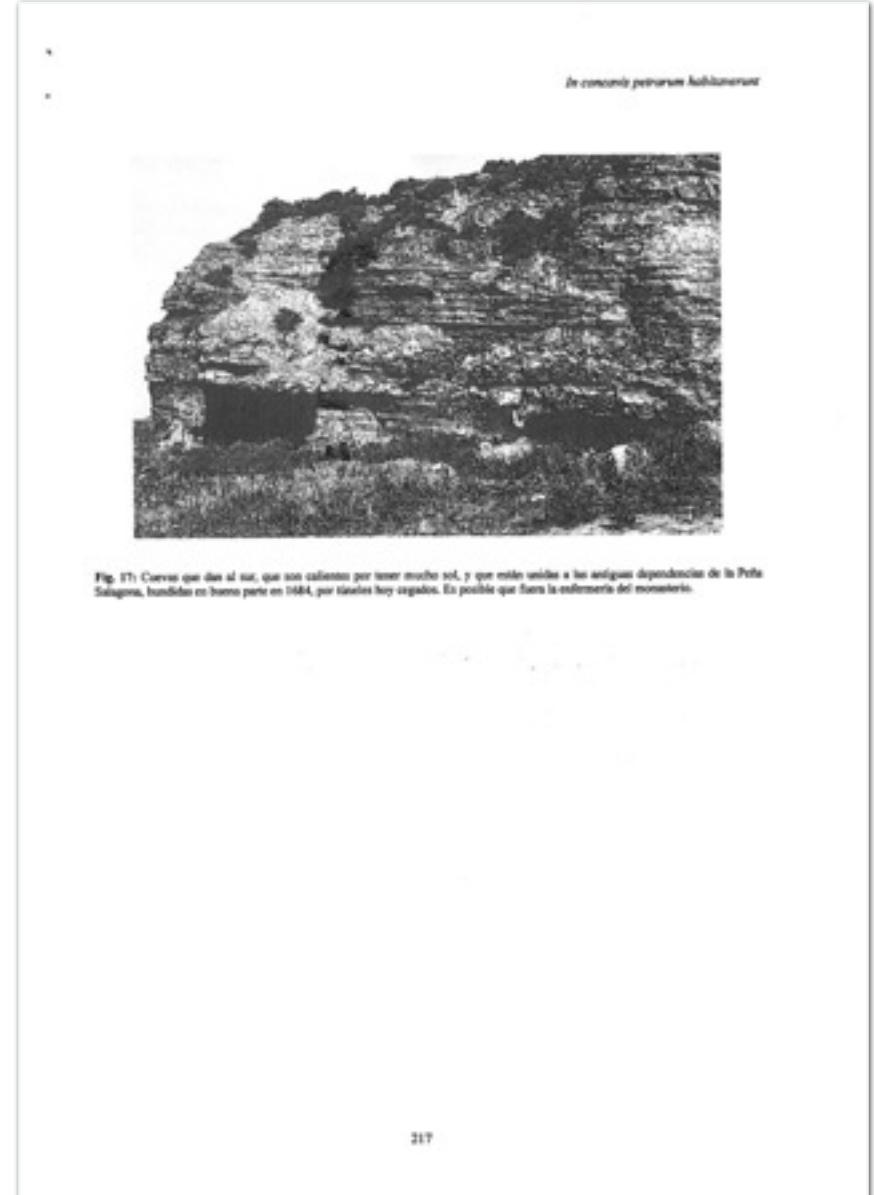 In concavis petrarum habitaverunt
Fig. 17: Cuevas que dan al sur, que son calientes por tener mucho sol, y que están unidas a las antiguas dependencias de la Peña
Salagona, hundidas en buena parte en 1684, por túneles hoy cegados. Es posible que fuera la enfermería del monasterio.
217